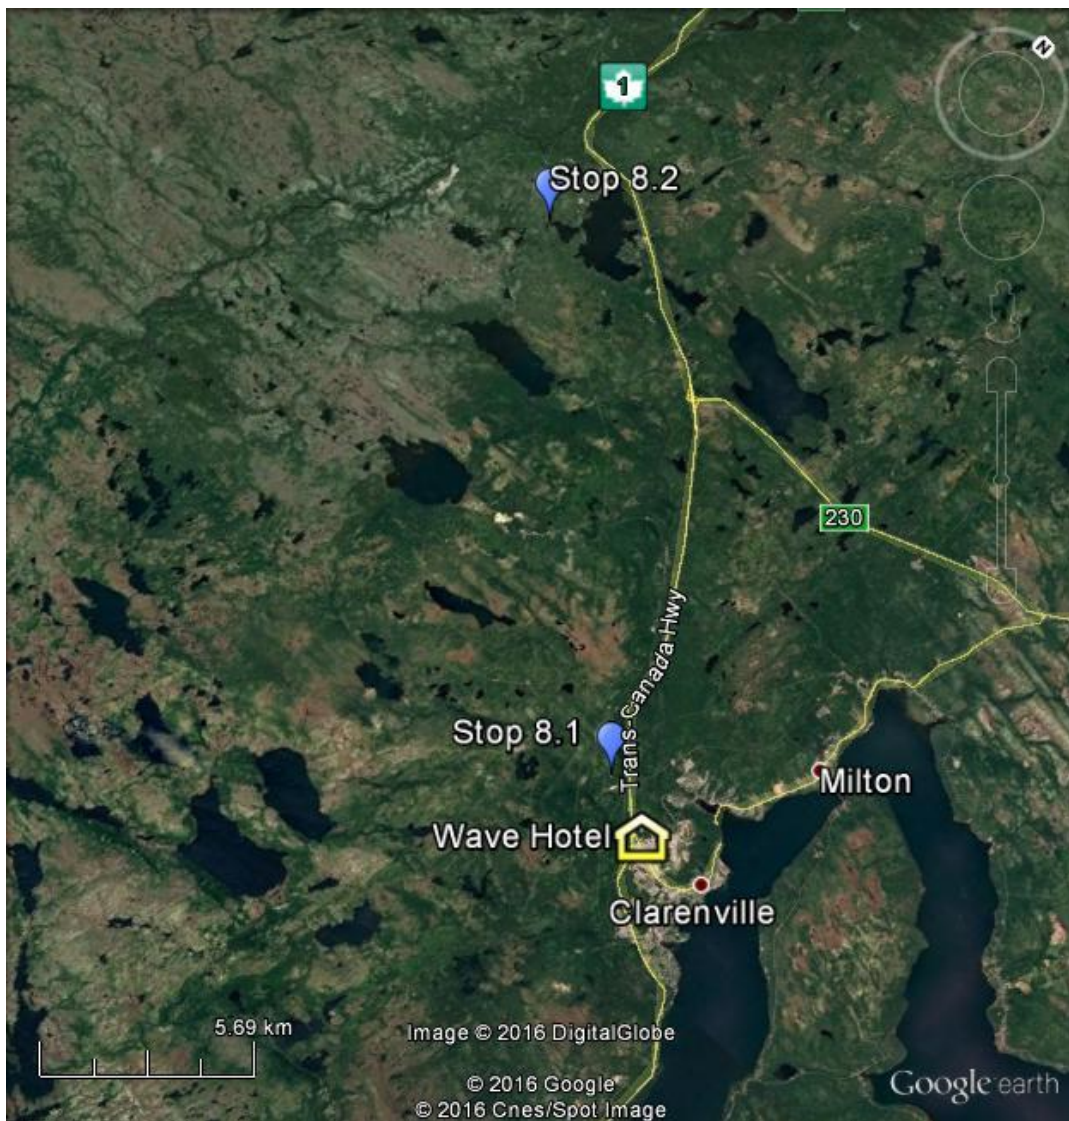 N
1
Stop 8.2
230
Trans-Canada Hwy
Stop 8.1
Milton
Wave Hotel
Clarenville
5.69 km
Image © 2016 DigitalGlobe
© 2016 Google
© 2016 Cnes/Spot Image
Google earth